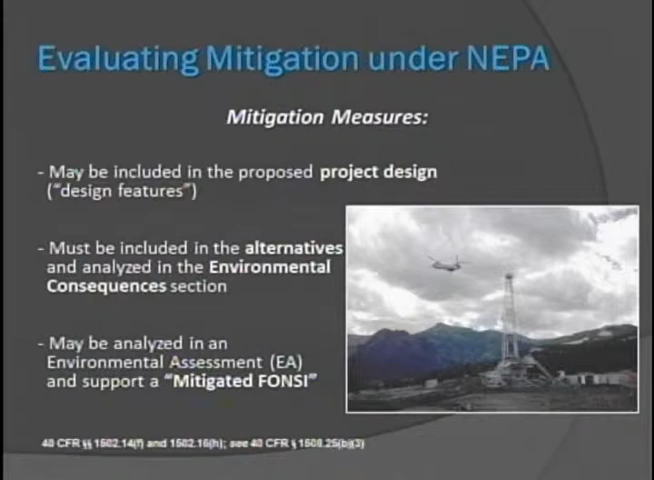 Evaluating Mitigation under NEPA
Mitigation Measures:
- May be included in the proposed project design
("design features")
- Must be included in the alternatives
and analyzed in the Environmental
Consequences section
- May be analyzed in an
Environmental Assessment (EA)
and support a "Mitigated FONSI"
40 CFR §§ 1502.14(f) and 1502.16(h); see 40 CFR § 1508.25(b)(3)